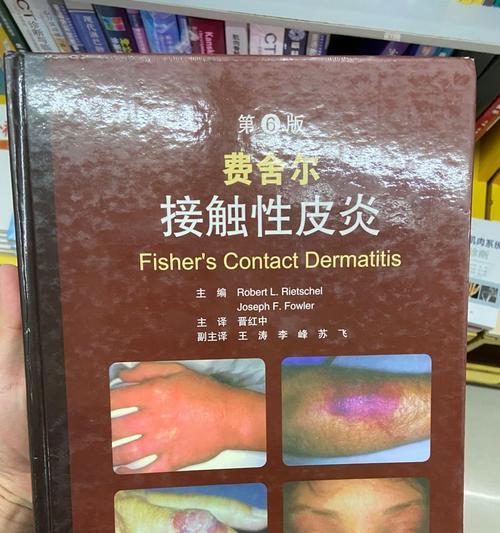 第6版
费舍尔
接触性皮炎
Fisher's Contact Dermatitis
主 编 Robert L. Rietschel
Joseph F. Fowler
主 译 晋红中
副主译 王 涛 李 峰 苏 飞